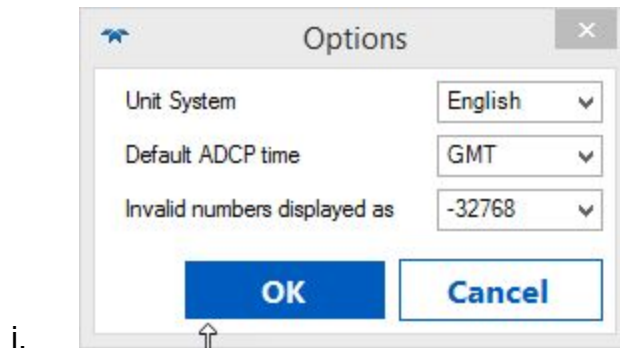 Options
Unit System English
Default ADCP time GMT
Invalid numbers displayed as -32768
OK Cancel
i.